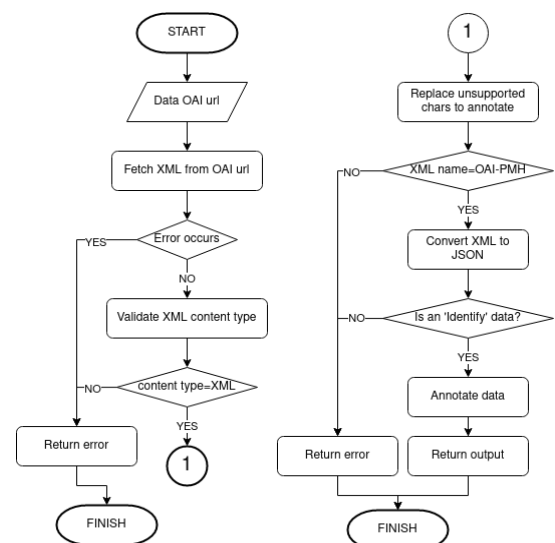 START
Data OAI url
Fetch XML from OAI url
Error occurs
YES
NO
Validate XML content type
content type=XML
NO
YES
Return error
1
FINISH
1
Replace unsupported
chars to annotate
XML name=OAI-PMH
NO
YES
Convert XML to
JSON
Is an 'Identify' data?
NO
YES
Annotate data
Return error
Return output
FINISH